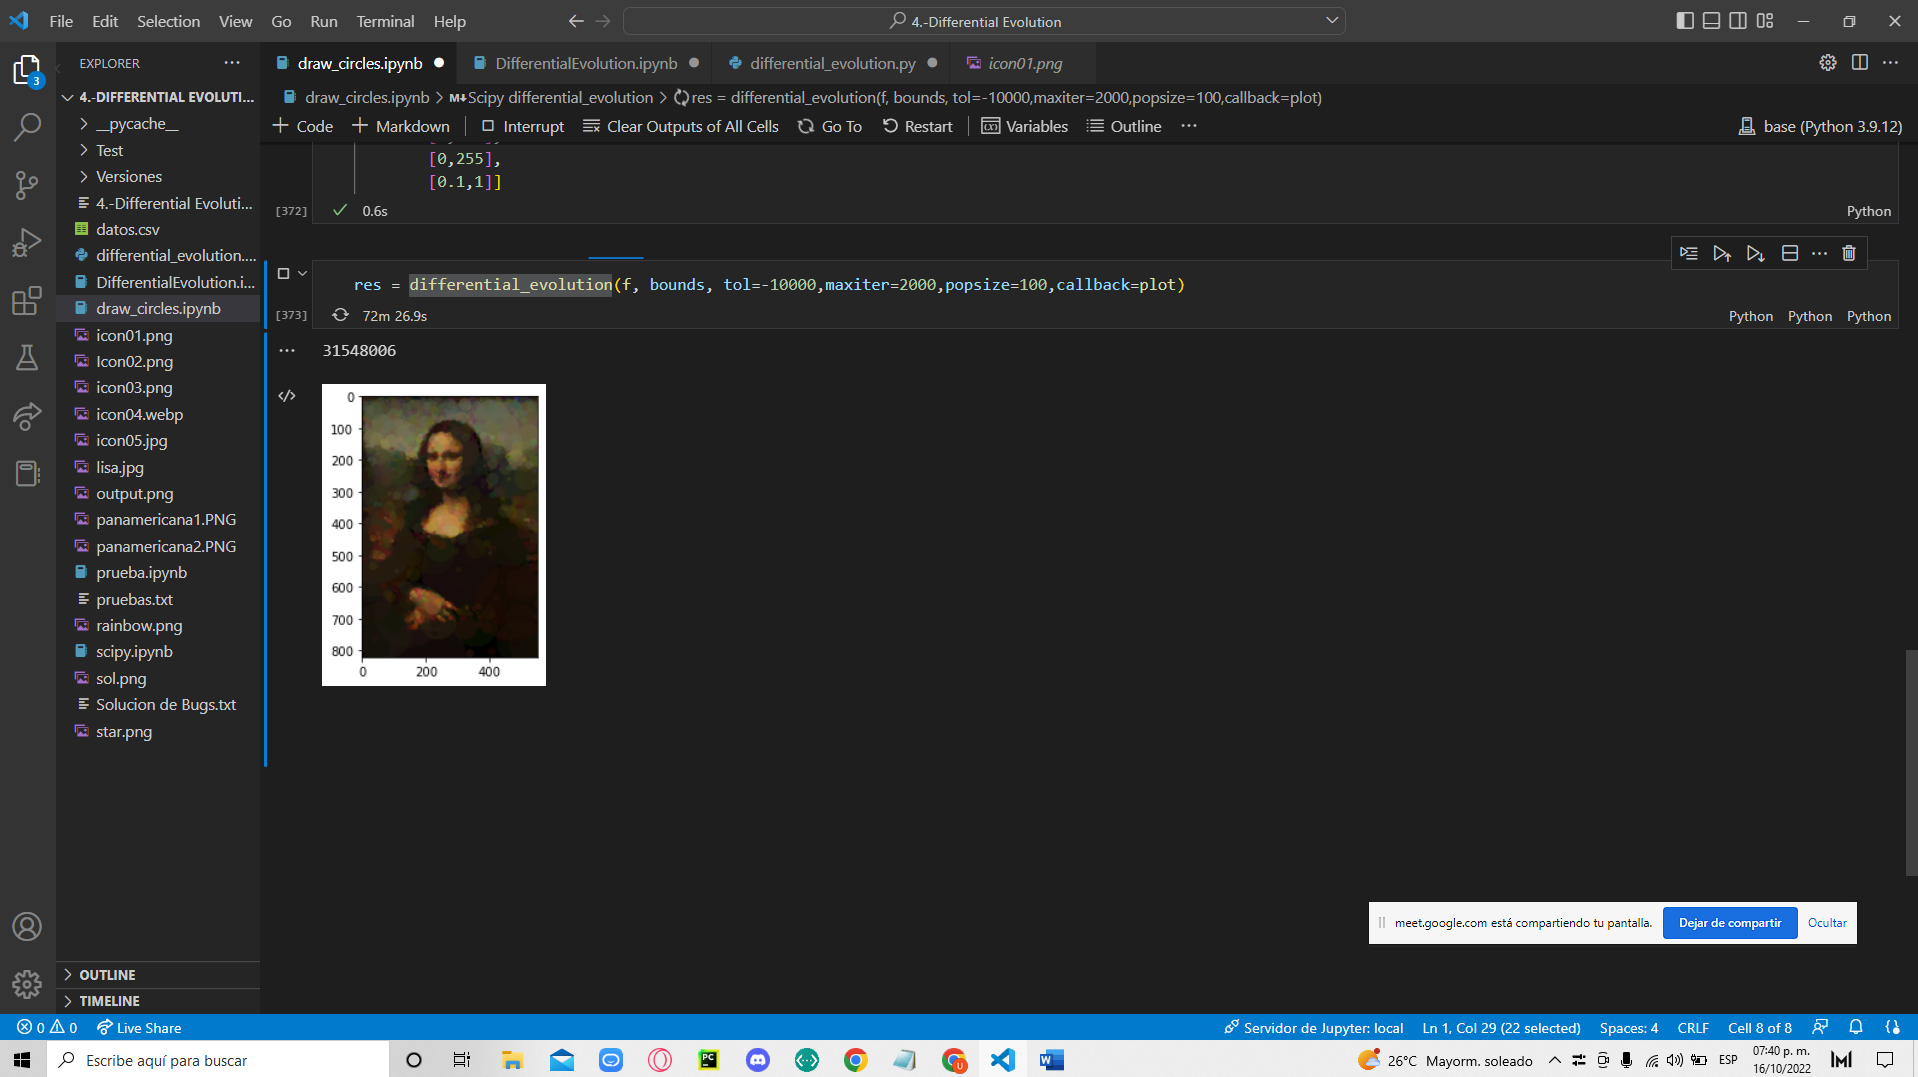 File Edit Selection View Go Run Terminal Help
4.-Differential Evolution
3
EXPLORER
draw_circles.ipynb
DifferentialEvolution.ipynb
differential_evolution.py
icon01.png
4.-DIFFERENTIAL EVOLUTI...
draw_circles.ipynb > M↓Scipy differential_evolution > res = differential_evolution(f, bounds, tol=-10000,maxiter=2000,popsize=100,callback=plot)
+ Code + Markdown Interrupt Clear Outputs of All Cells Go To Restart Variables Outline ...
base (Python 3.9.12)
__pycache__
Test
Versiones
4.-Differential Evoluti...
datos.csv
differential_evolution....
DifferentialEvolution.i...
draw_circles.ipynb
icon01.png
Icon02.png
icon03.png
icon04.webp
icon05.jpg
lisa.jpg
output.png
panamericana1.PNG
panamericana2.PNG
prueba.ipynb
pruebas.txt
rainbow.png
scipy.ipynb
sol.png
Solucion de Bugs.txt
star.png
OUTLINE
TIMELINE
[0,255],
[0.1,1]]
[372] 0.6s Python
res = differential_evolution(f, bounds, tol=-10000,maxiter=2000,popsize=100,callback=plot)
[373] 72m 26.9s Python Python Python
31548006
0
100
200
300
400
500
600
700
800
0 200 400
meet.google.com está compartiendo tu pantalla. Dejar de compartir Ocultar
0 0 Live Share
Servidor de Jupyter: local Ln 1, Col 29 (22 selected) Spaces: 4 CRLF Cell 8 of 8
Escribe aquí para buscar
PC
U
26°C Mayorm. soleado
ESP
07:40 p. m.
16/10/2022